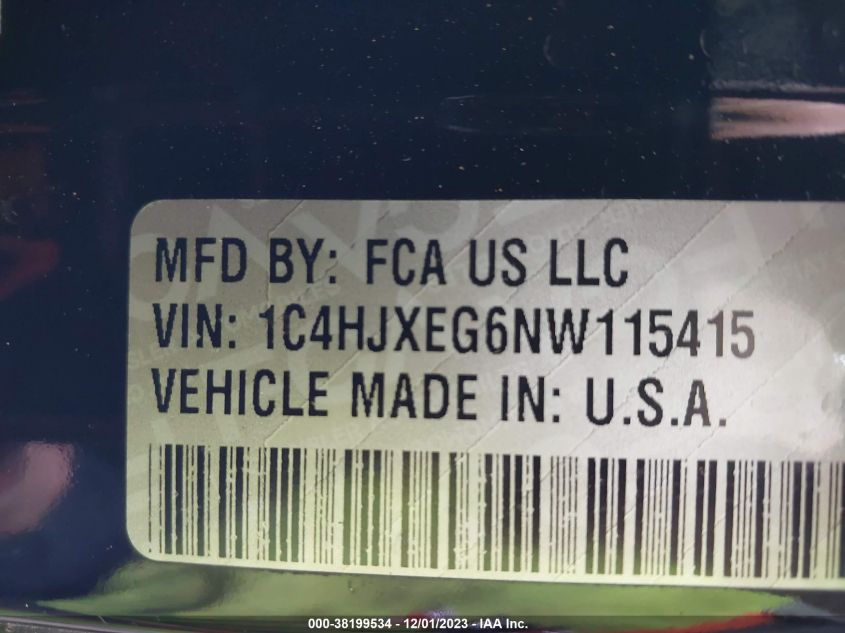 MFD BY: FCA US LLC
VIN: 1C4HJXEG6NW115415
VEHICLE MADE IN: U.S.A.
000-38199534 - 12/01/2023 - IAA Inc.